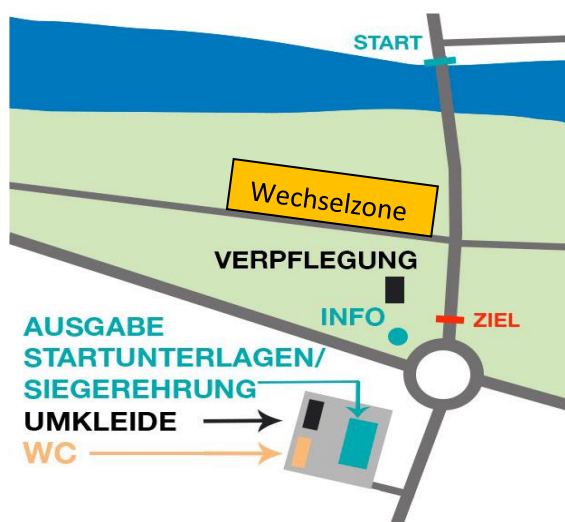 START
Wechselzone
VERPFLEGUNG
INFO
ZIEL
AUSGABE
STARTUNTERLAGEN/
SIEGEREHRUNG
UMKLEIDE
WC